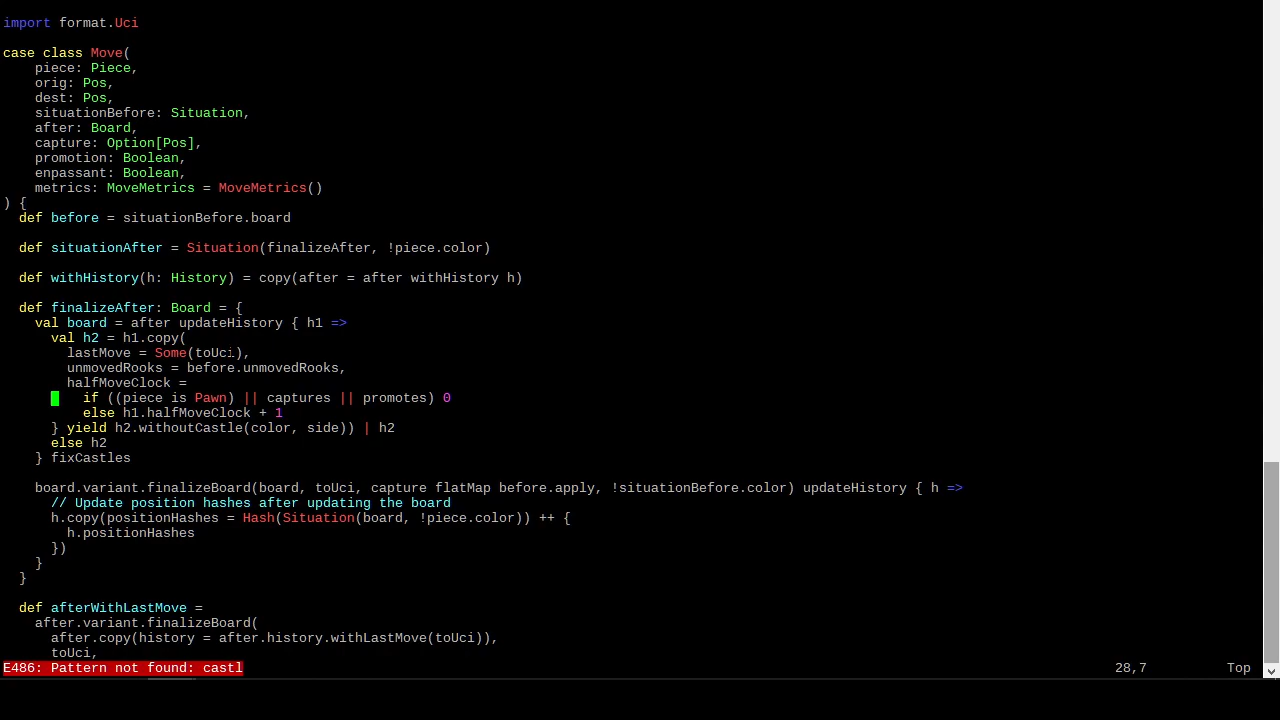 import format.Uci
case class Move(
    piece: Piece,
    orig: Pos,
    dest: Pos,
    situationBefore: Situation,
    after: Board,
    capture: Option[Pos],
    promotion: Boolean,
    enpassant: Boolean,
    metrics: MoveMetrics = MoveMetrics()
) {
  def before = situationBefore.board
  def situationAfter = Situation(finalizeAfter, !piece.color)
  def withHistory(h: History) = copy(after = after withHistory h)
  def finalizeAfter: Board = {
    val board = after updateHistory { h1 =>
      val h2 = h1.copy(
        lastMove = Some(toUci),
        unmovedRooks = before.unmovedRooks,
        halfMoveClock =
          if ((piece is Pawn) || captures || promotes) 0
          else h1.halfMoveClock + 1
      } yield h2.withoutCastle(color, side)) | h2
      else h2
    } fixCastles
    board.variant.finalizeBoard(board, toUci, capture flatMap before.apply, !situationBefore.color) updateHistory { h =>
      // Update position hashes after updating the board
      h.copy(positionHashes = Hash(Situation(board, !piece.color)) ++ {
        h.positionHashes
      })
    }
  }
  def afterWithLastMove =
    after.variant.finalizeBoard(
      after.copy(history = after.history.withLastMove(toUci)),
      toUci,
E486: Pattern not found: castl 28,7 Top